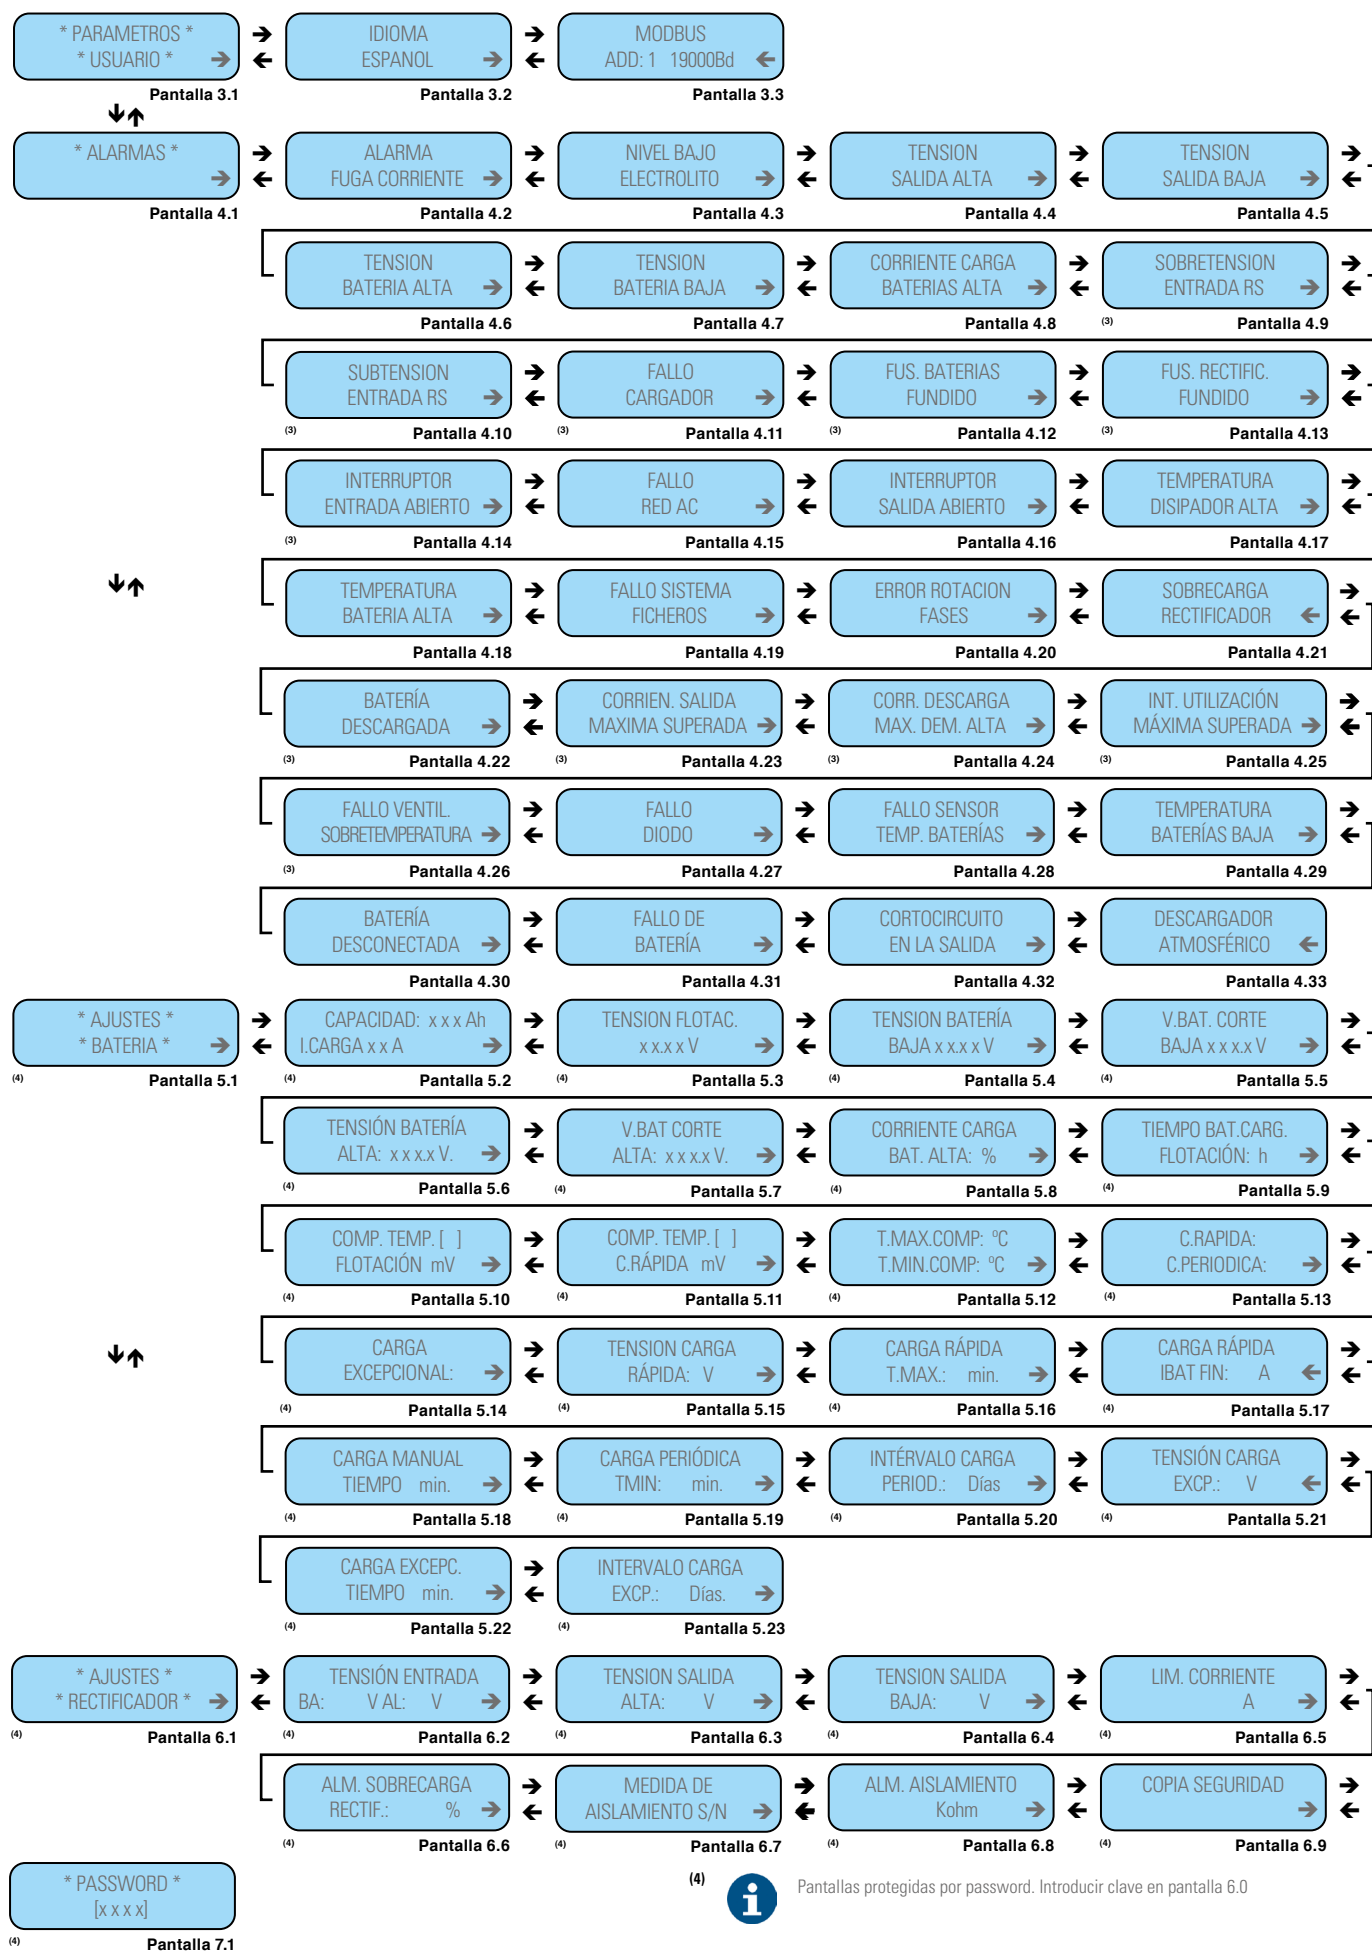 * PARAMETROS *
* USUARIO *
Pantalla 3.1
IDIOMA
ESPANOL
Pantalla 3.2
MODBUS
ADD: 1 19000Bd
Pantalla 3.3
* ALARMAS *
Pantalla 4.1
ALARMA
FUGA CORRIENTE
Pantalla 4.2
NIVEL BAJO
ELECTROLITO
Pantalla 4.3
TENSION
SALIDA ALTA
Pantalla 4.4
TENSION
SALIDA BAJA
Pantalla 4.5
TENSION
BATERIA ALTA
Pantalla 4.6
TENSION
BATERIA BAJA
Pantalla 4.7
CORRIENTE CARGA
BATERIAS ALTA
Pantalla 4.8
SOBRETENSION
ENTRADA RS
(3) Pantalla 4.9
SUBTENSION
ENTRADA RS
(3) Pantalla 4.10
FALLO
CARGADOR
(3) Pantalla 4.11
FUS. BATERIAS
FUNDIDO
(3) Pantalla 4.12
FUS. RECTIFIC.
FUNDIDO
(3) Pantalla 4.13
INTERRUPTOR
ENTRADA ABIERTO
(3) Pantalla 4.14
FALLO
RED AC
Pantalla 4.15
INTERRUPTOR
SALIDA ABIERTO
Pantalla 4.16
TEMPERATURA
DISIPADOR ALTA
Pantalla 4.17
TEMPERATURA
BATERIA ALTA
Pantalla 4.18
FALLO SISTEMA
FICHEROS
Pantalla 4.19
ERROR ROTACION
FASES
Pantalla 4.20
SOBRECARGA
RECTIFICADOR
Pantalla 4.21
BATERÍA
DESCARGADA
(3) Pantalla 4.22
CORRIEN. SALIDA
MAXIMA SUPERADA
(3) Pantalla 4.23
CORR. DESCARGA
MAX. DEM. ALTA
(3) Pantalla 4.24
INT. UTILIZACIÓN
MÁXIMA SUPERADA
(3) Pantalla 4.25
FALLO VENTIL.
SOBRETEMPERATURA
(3) Pantalla 4.26
FALLO
DIODO
Pantalla 4.27
FALLO SENSOR
TEMP. BATERÍAS
Pantalla 4.28
TEMPERATURA
BATERÍAS BAJA
Pantalla 4.29
BATERÍA
DESCONECTADA
Pantalla 4.30
FALLO DE
BATERÍA
Pantalla 4.31
CORTOCIRCUITO
EN LA SALIDA
Pantalla 4.32
DESCARGADOR
ATMOSFÉRICO
Pantalla 4.33
* AJUSTES *
* BATERIA *
(4) Pantalla 5.1
CAPACIDAD: x x x Ah
I.CARGA x x A
(4) Pantalla 5.2
TENSION FLOTAC.
x x.x x V
(4) Pantalla 5.3
TENSION BATERÍA
BAJA x x.x x V
(4) Pantalla 5.4
V.BAT. CORTE
BAJA x x x.x V
(4) Pantalla 5.5
TENSIÓN BATERÍA
ALTA: x x x.x V.
(4) Pantalla 5.6
V.BAT CORTE
ALTA: x x x.x V.
(4) Pantalla 5.7
CORRIENTE CARGA
BAT. ALTA: %
(4) Pantalla 5.8
TIEMPO BAT.CARG.
FLOTACIÓN: h
(4) Pantalla 5.9
COMP. TEMP. [ ]
FLOTACIÓN mV
(4) Pantalla 5.10
COMP. TEMP. [ ]
C.RÁPIDA mV
(4) Pantalla 5.11
T.MAX.COMP: ºC
T.MIN.COMP: ºC
(4) Pantalla 5.12
C.RAPIDA:
C.PERIODICA:
(4) Pantalla 5.13
CARGA
EXCEPCIONAL:
(4) Pantalla 5.14
TENSION CARGA
RÁPIDA: V
(4) Pantalla 5.15
CARGA RÁPIDA
T.MAX.: min.
(4) Pantalla 5.16
CARGA RÁPIDA
IBAT FIN: A
(4) Pantalla 5.17
CARGA MANUAL
TIEMPO min.
(4) Pantalla 5.18
CARGA PERIÓDICA
TMIN: min.
(4) Pantalla 5.19
INTÉRVALO CARGA
PERIOD.: Días
(4) Pantalla 5.20
TENSIÓN CARGA
EXCP.: V
(4) Pantalla 5.21
CARGA EXCEPC.
TIEMPO min.
(4) Pantalla 5.22
INTERVALO CARGA
EXCP.: Días.
(4) Pantalla 5.23
* AJUSTES *
* RECTIFICADOR *
(4) Pantalla 6.1
TENSIÓN ENTRADA
BA: V AL: V
(4) Pantalla 6.2
TENSION SALIDA
ALTA: V
(4) Pantalla 6.3
TENSION SALIDA
BAJA: V
(4) Pantalla 6.4
LIM. CORRIENTE
A
(4) Pantalla 6.5
ALM. SOBRECARGA
RECTIF.: %
(4) Pantalla 6.6
MEDIDA DE
AISLAMIENTO S/N
(4) Pantalla 6.7
ALM. AISLAMIENTO
Kohm
(4) Pantalla 6.8
COPIA SEGURIDAD
(4) Pantalla 6.9
* PASSWORD *
[x x x x]
(4) Pantalla 7.1
(4) i Pantallas protegidas por password. Introducir clave en pantalla 6.0